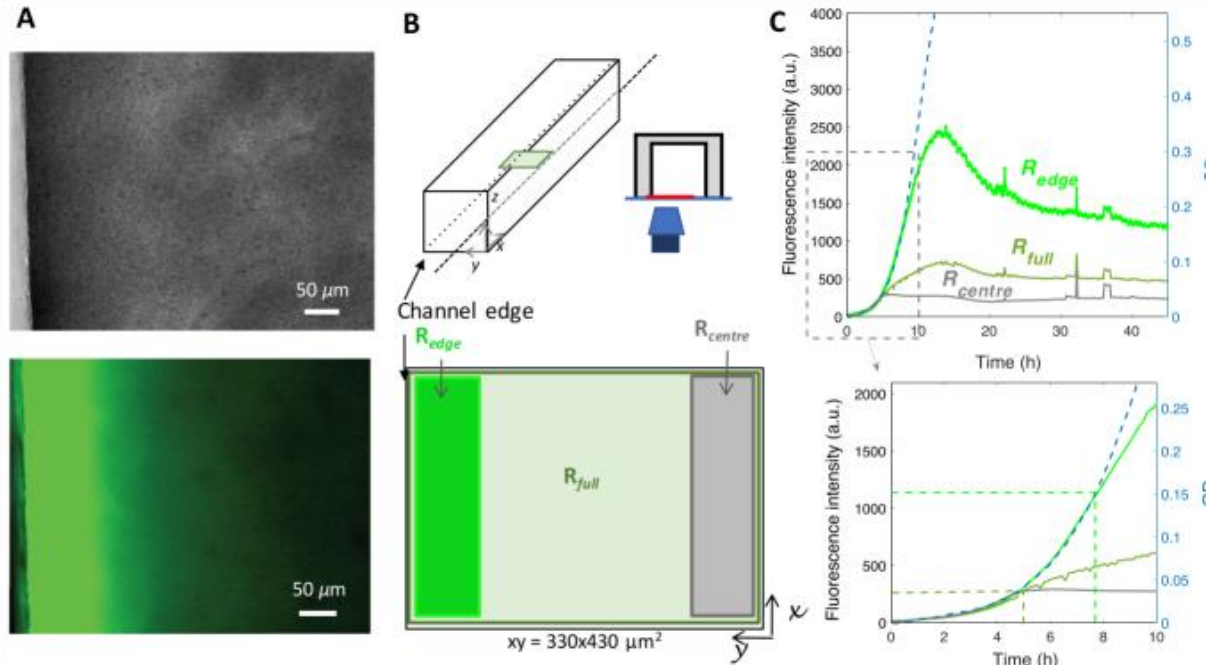 A
50 μm
50 μm
B
z
x
y
Channel edge
R_edge
R_centre
R_full
x
y
xy = 330x430 μm²
C
Fluorescence intensity (a.u.)
4000
3500
3000
2500
2000
1500
1000
500
0
0.5
0.4
0.3
0.2
0.1
0
R_edge
R_full
R_centre
0 10 20 30 40
Time (h)
Fluorescence intensity (a.u.)
2000
1500
1000
500
0
0.25
0.2
0.15
0.1
0.05
0
0 2 4 6 8 10
Time (h)